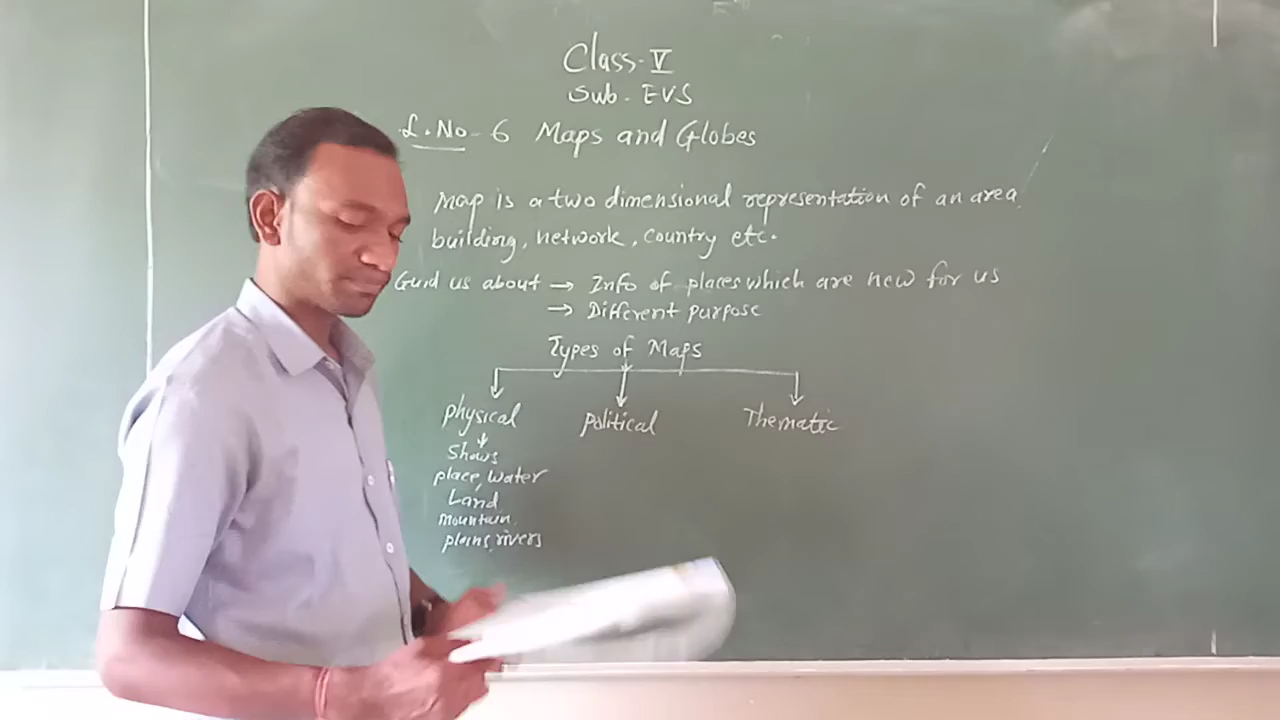 Class - V
Sub - EVS
L. No - 6 Maps and Globes
Map is a two dimensional representation of an area,
building, network, country etc.
Guid us about → Info of places which are new for us
→ Different purpose
Types of Maps
Physical Political Thematic
Shows
place, water
Land
mountain,
plains, rivers